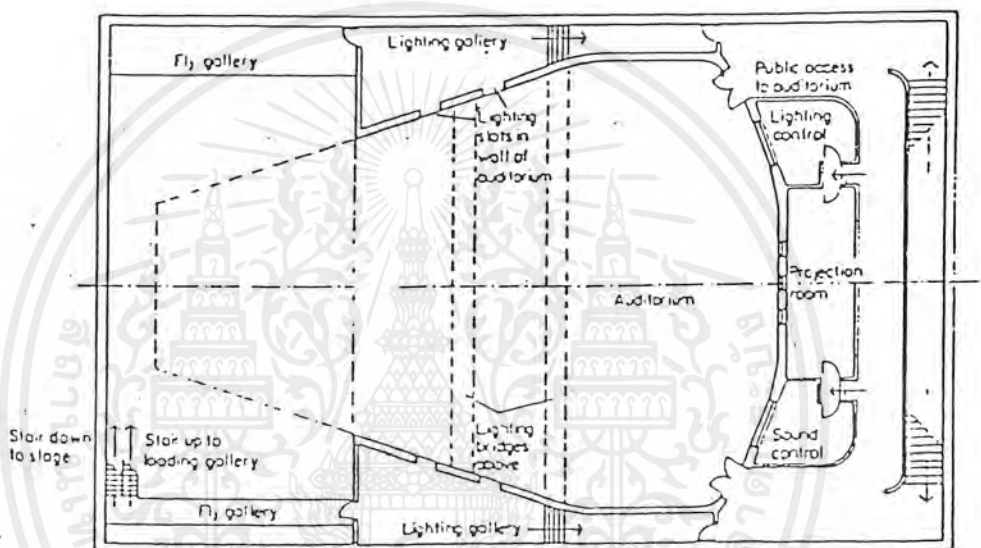 Fly gallery
Lighting gallery
Public access
to auditorium
Lighting
control
Lighting
slots in
wall of
auditorium
Auditorium
Projection
room
Stair down
to stage
Stair up to
loading gallery
Lighting
bridges
above
Sound
control
Fly gallery
Lighting gallery